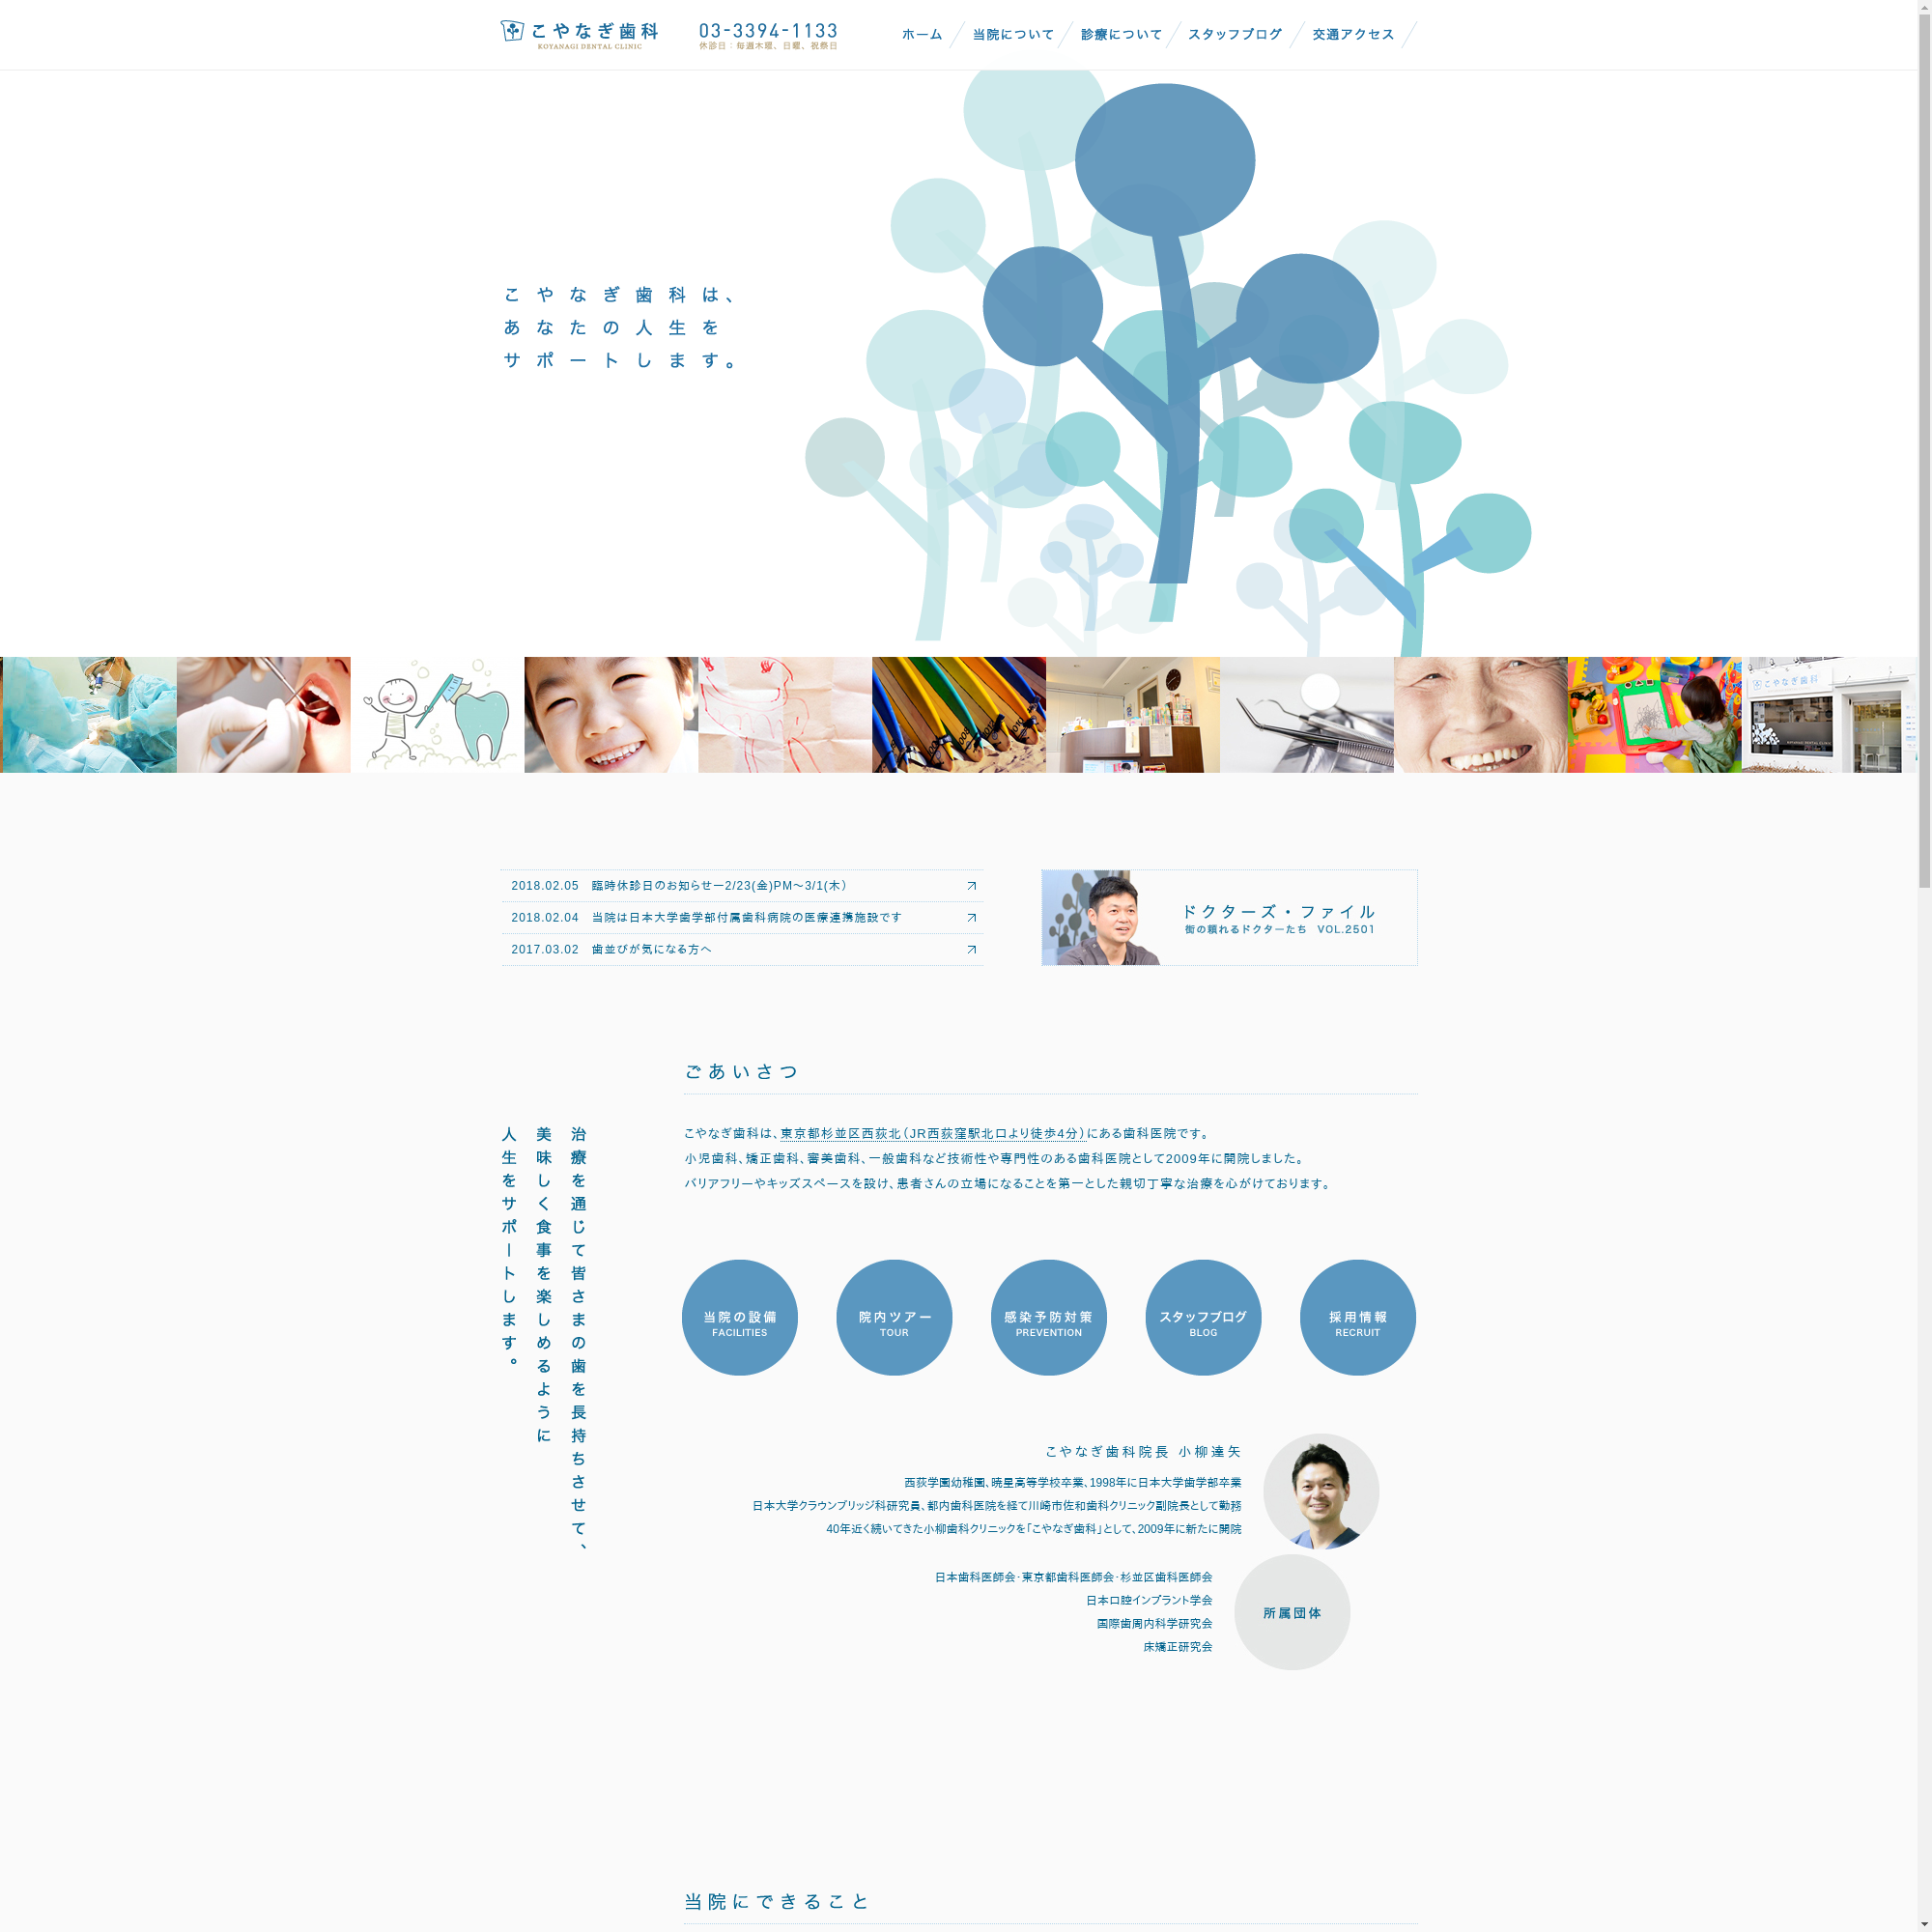 こやなぎ歯科
KOYANAGI DENTAL CLINIC
03-3394-1133
休診日：毎週木曜、日曜、祝祭日
ホーム
当院について
診療について
スタッフブログ
交通アクセス
こやなぎ歯科は、
あなたの人生を
サポートします。
こやなぎ歯科
2018.02.05 臨時休診日のお知らせー2/23(金)PM〜3/1(木）
2018.02.04 当院は日本大学歯学部付属歯科病院の医療連携施設です
2017.03.02 歯並びが気になる方へ
ドクターズ・ファイル
街の頼れるドクターたち VOL.2501
ごあいさつ
治療を通じて皆さまの歯を長持ちさせて、
美味しく食事を楽しめるように
人生をサポートします。
こやなぎ歯科は、東京都杉並区西荻北（JR西荻窪駅北口より徒歩4分）にある歯科医院です。
小児歯科、矯正歯科、審美歯科、一般歯科など技術性や専門性のある歯科医院として2009年に開院しました。
バリアフリーやキッズスペースを設け、患者さんの立場になることを第一とした親切丁寧な治療を心がけております。
当院の設備
FACILITIES
院内ツアー
TOUR
感染予防対策
PREVENTION
スタッフブログ
BLOG
採用情報
RECRUIT
こやなぎ歯科院長 小柳達矢
西荻学園幼稚園、暁星高等学校卒業、1998年に日本大学歯学部卒業
日本大学クラウンブリッジ科研究員、都内歯科医院を経て川崎市佐和歯科クリニック副院長として勤務
40年近く続いてきた小柳歯科クリニックを「こやなぎ歯科」として、2009年に新たに開院
日本歯科医師会・東京都歯科医師会・杉並区歯科医師会
日本口腔インプラント学会
国際歯周内科学研究会
床矯正研究会
所属団体
当院にできること